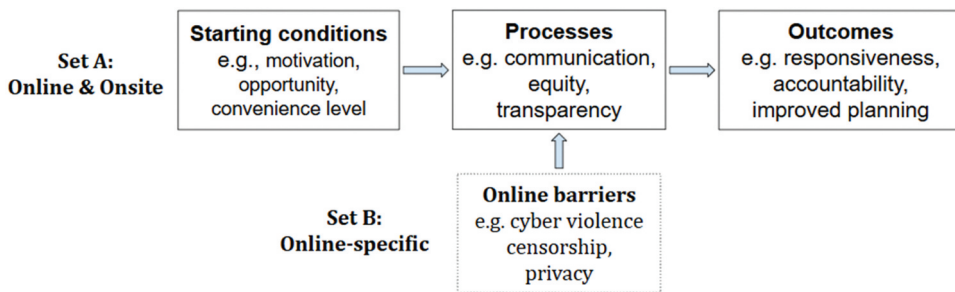 Set A:
Online & Onsite
Starting conditions
e.g., motivation,
opportunity,
convenience level
Processes
e.g. communication,
equity,
transparency
Outcomes
e.g. responsiveness,
accountability,
improved planning
Set B:
Online-specific
Online barriers
e.g. cyber violence
censorship,
privacy